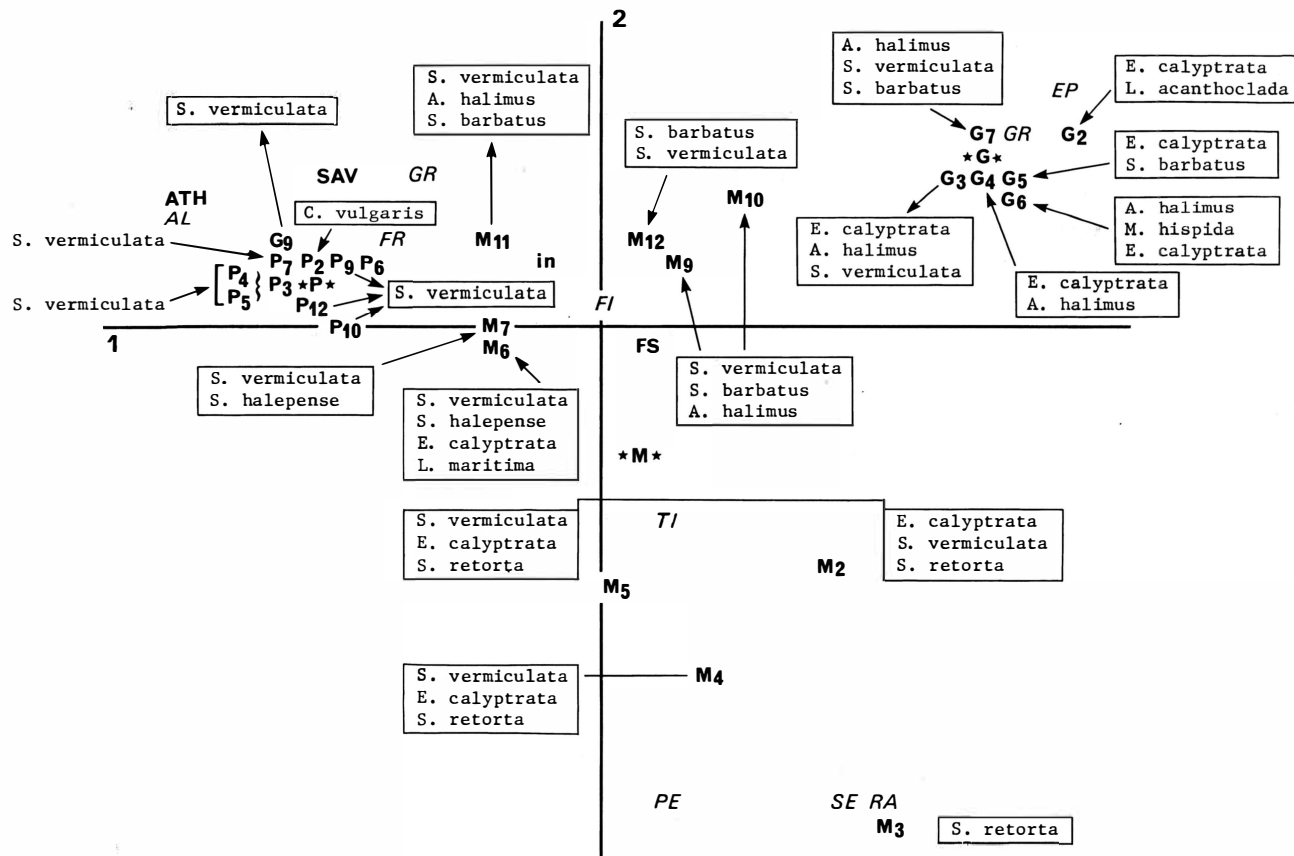 2
S. vermiculata
S. vermiculata
A. halimus
S. barbatus
A. halimus
S. vermiculata
S. barbatus
EP
E. calyptrata
L. acanthoclada
G7 GR
G2
S. barbatus
S. vermiculata
★G★
E. calyptrata
S. barbatus
ATH
AL
SAV
GR
G3 G4 G5
G6
C. vulgaris
M10
A. halimus
M. hispida
E. calyptrata
S. vermiculata
G9
FR
M11
M12
E. calyptrata
A. halimus
S. vermiculata
P7 P2 P9 P6
in
M9
P4
P5
P3 ★P★
E. calyptrata
A. halimus
S. vermiculata
P12
S. vermiculata
FI
P10
M7
1
M6
FS
S. vermiculata
S. halepense
S. vermiculata
S. barbatus
A. halimus
S. vermiculata
S. halepense
E. calyptrata
L. maritima
★M★
S. vermiculata
E. calyptrata
S. retorta
TI
E. calyptrata
S. vermiculata
S. retorta
M2
M5
S. vermiculata
E. calyptrata
S. retorta
M4
PE
SE RA
M3
S. retorta